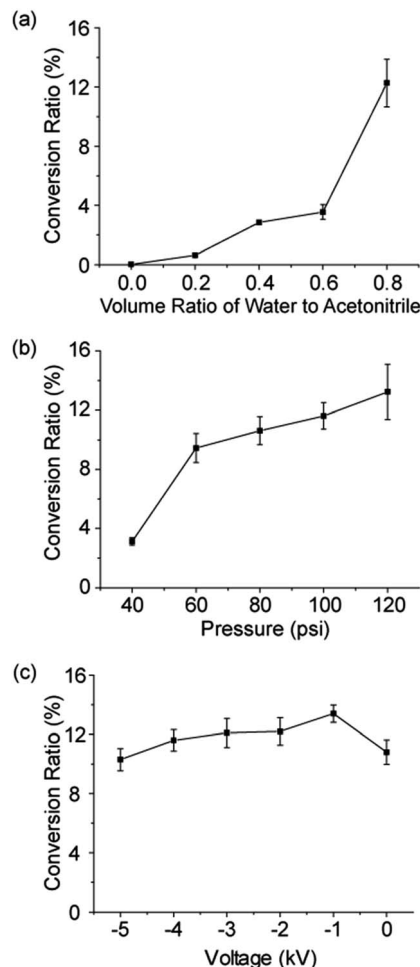 (a)
16
12
8
4
0
Conversion Ratio (%)
0.0 0.2 0.4 0.6 0.8
Volume Ratio of Water to Acetonitrile
(b)
16
12
8
4
0
Conversion Ratio (%)
40 60 80 100 120
Pressure (psi)
(c)
16
12
8
4
0
Conversion Ratio (%)
-5 -4 -3 -2 -1 0
Voltage (kV)